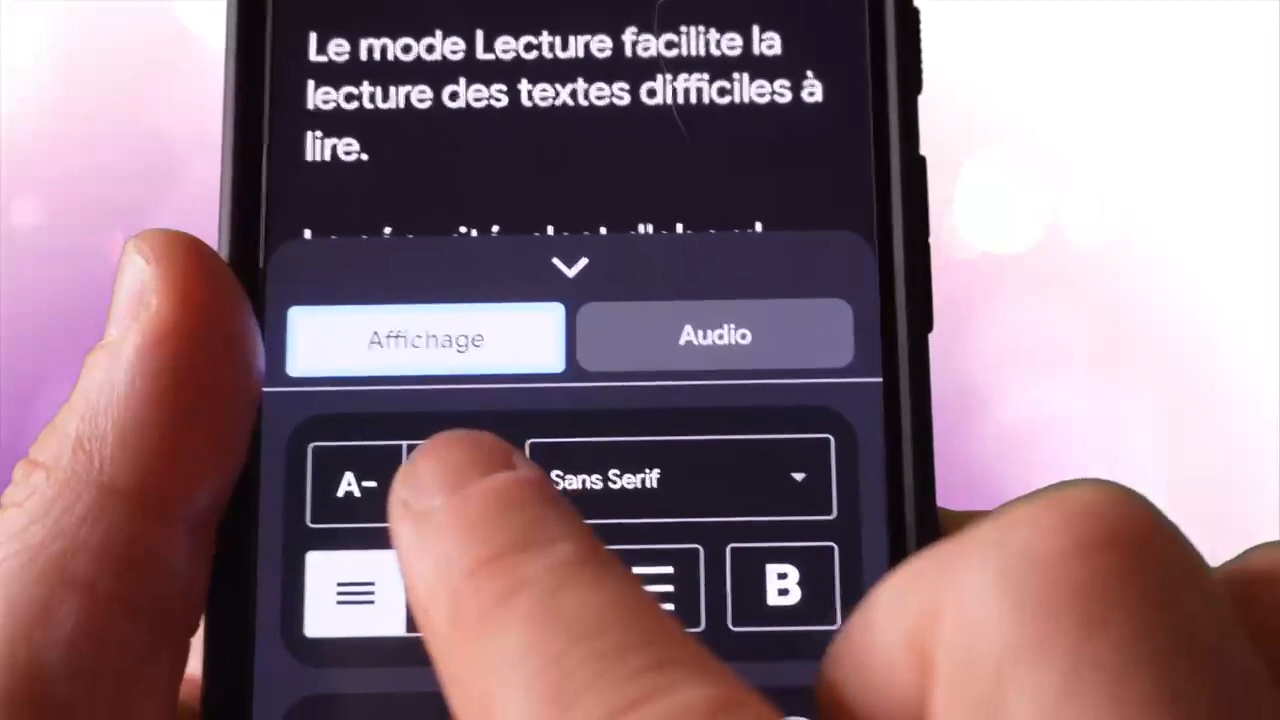 Le mode Lecture facilite la
lecture des textes difficiles à
lire.
Affichage
Audio
A-
Sans Serif
B